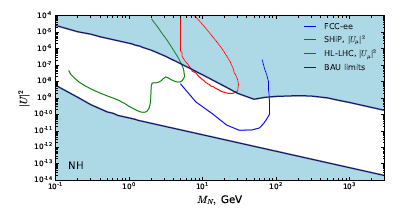 10⁻⁴
10⁻⁵
10⁻⁶
10⁻⁷
10⁻⁸
10⁻⁹
10⁻¹⁰
10⁻¹¹
10⁻¹²
10⁻¹³
10⁻¹⁴
|U|²
FCC-ee
SHiP, |Uμ|²
HL-LHC, |Uμ|²
BAU limits
NH
10⁻¹ 10⁰ 10¹ 10² 10³
M_N, GeV